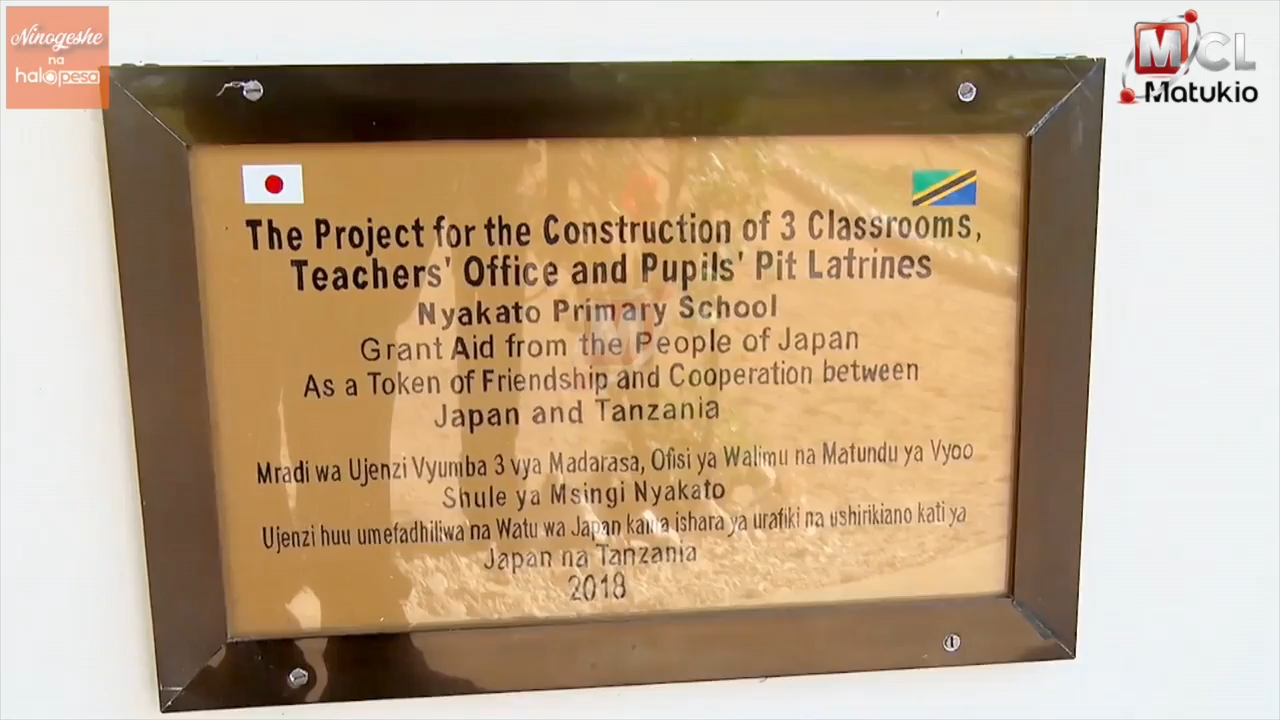 Ninogeshe
na
halopesa
MCL
Matukio
The Project for the Construction of 3 Classrooms,
Teachers' Office and Pupils' Pit Latrines
Nyakato Primary School
Grant Aid from the People of Japan
As a Token of Friendship and Cooperation between
Japan and Tanzania
Mradi wa Ujenzi Vyumba 3 vya Madarasa, Ofisi ya Walimu na Matundu ya Vyoo
Shule ya Msingi Nyakato
Ujenzi huu umefadhiliwa na Watu wa Japan kama ishara ya urafiki na ushirikiano kati ya
Japan na Tanzania
2018